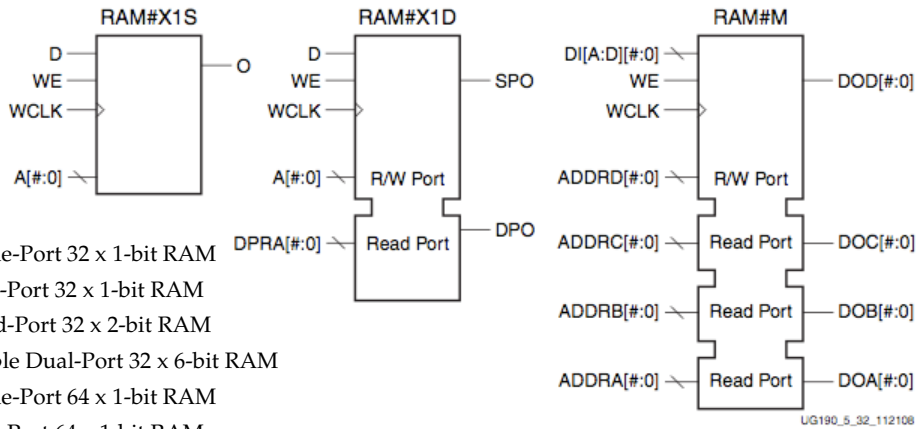 RAM#X1S
RAM#X1D
RAM#M
D
WE
WCLK
A[#:0]
O
D
WE
WCLK
A[#:0]
DPRA[#:0]
R/W Port
Read Port
SPO
DPO
DI[A:D][#:0]
WE
WCLK
ADDRD[#:0]
ADDRC[#:0]
ADDRB[#:0]
ADDRA[#:0]
R/W Port
Read Port
Read Port
Read Port
DOD[#:0]
DOC[#:0]
DOB[#:0]
DOA[#:0]
e-Port 32 x 1-bit RAM
-Port 32 x 1-bit RAM
d-Port 32 x 2-bit RAM
ple Dual-Port 32 x 6-bit RAM
e-Port 64 x 1-bit RAM
UG190_5_32_112108